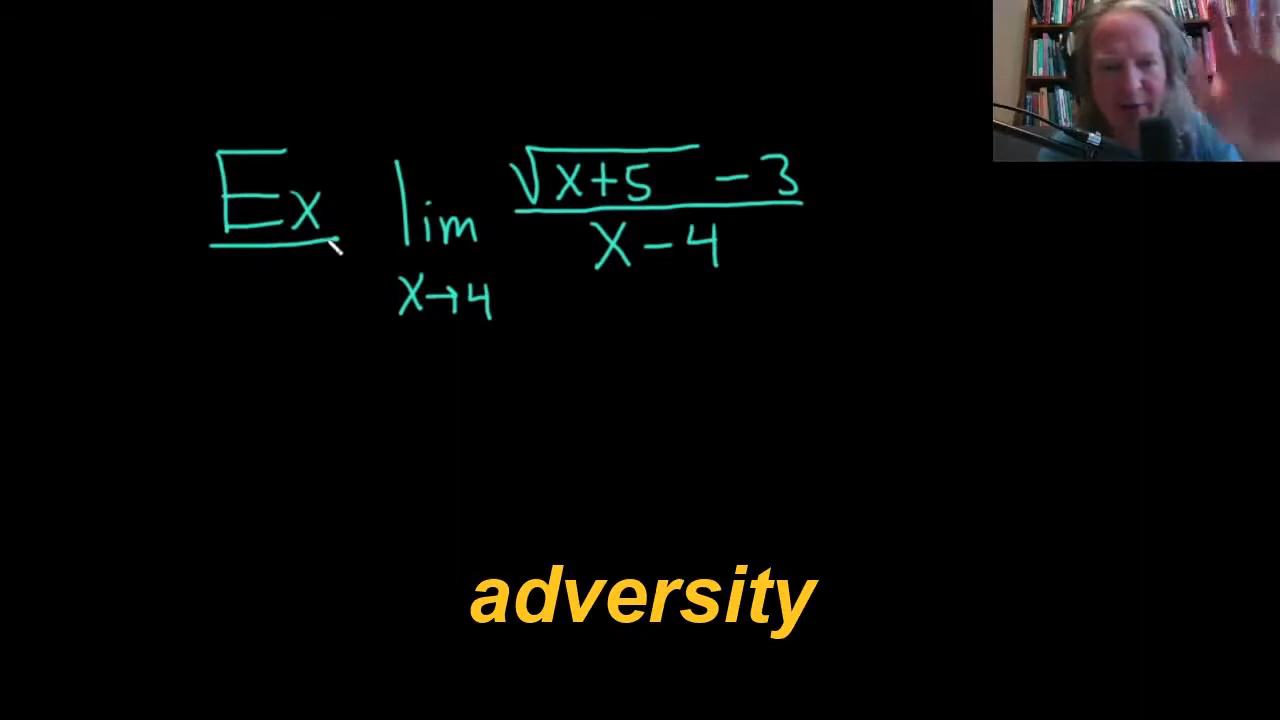 Ex lim √(x+5) - 3
x - 4
x→4
adversity